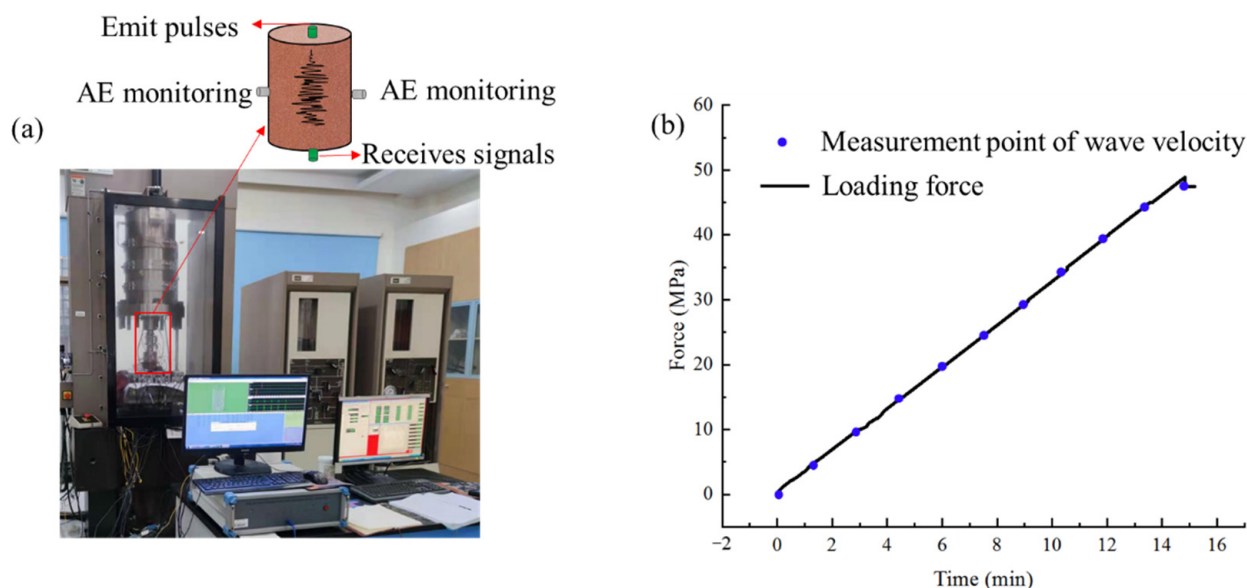 Emit pulses
AE monitoring
AE monitoring
(a)
Receives signals
(b)
Measurement point of wave velocity
Loading force
60
50
40
30
20
10
0
Force (MPa)
−2
0
2
4
6
8
10
12
14
16
Time (min)